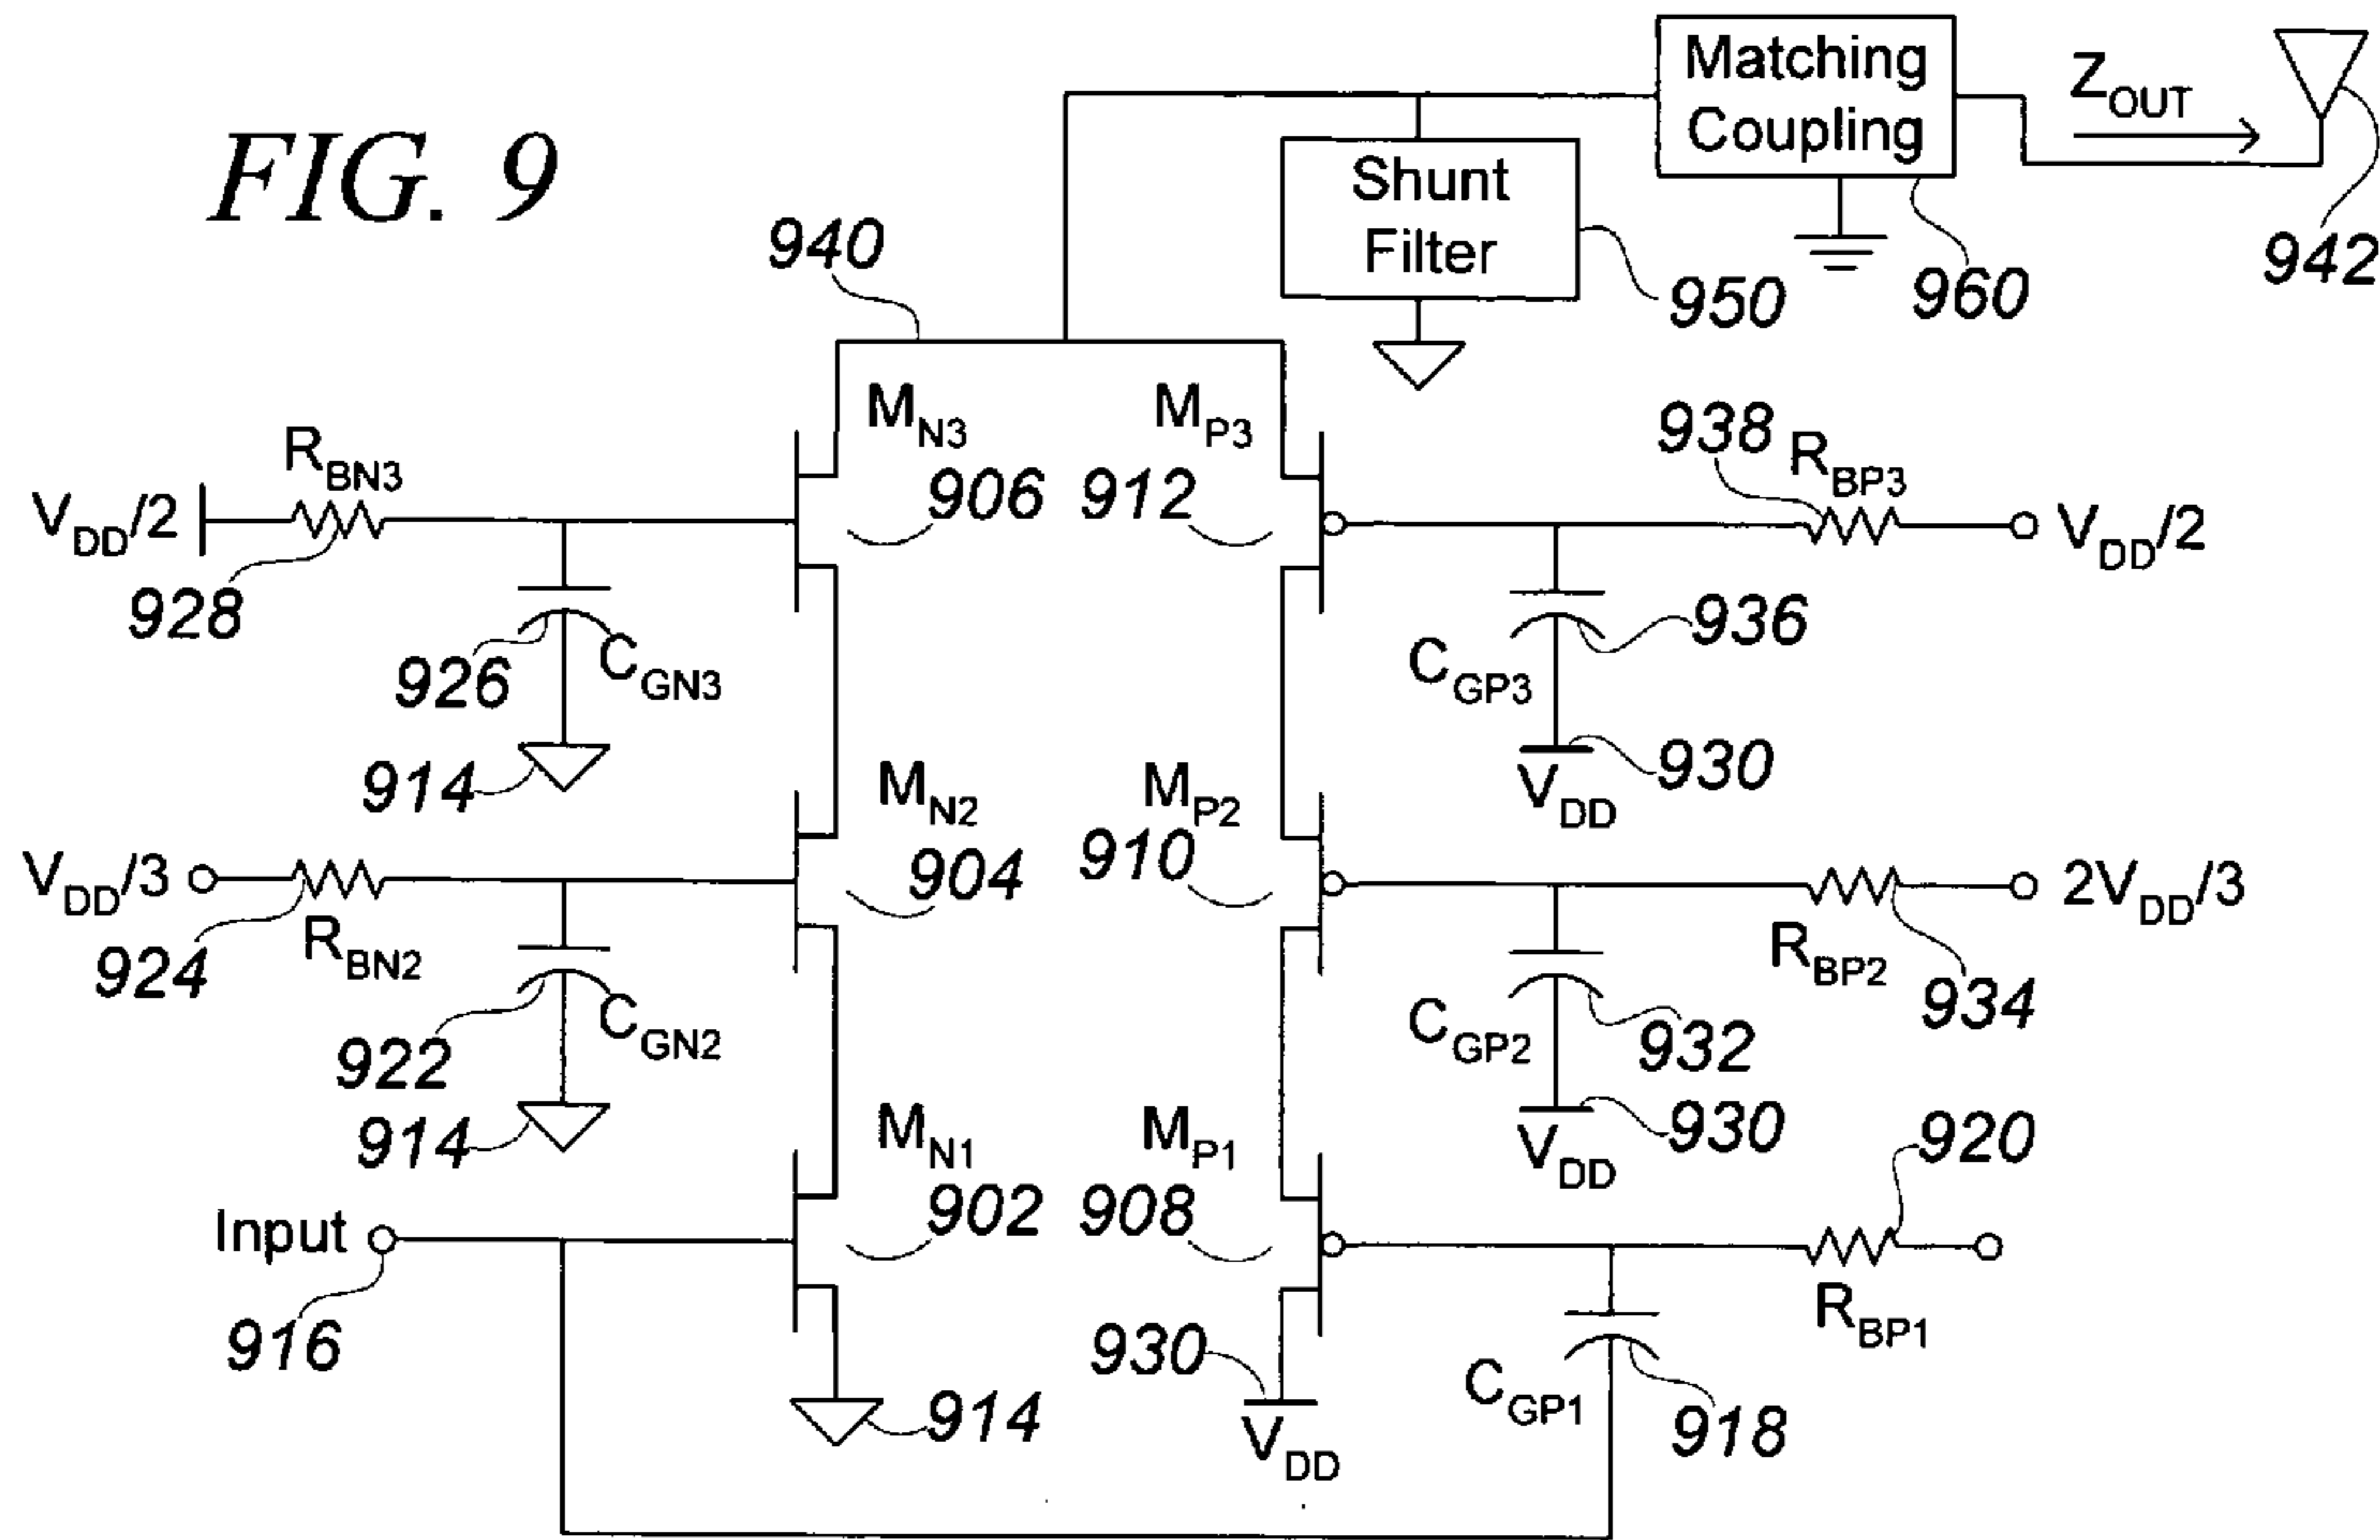 FIG. 9
Matching
Coupling
Z_OUT
942
960
Shunt
Filter
950
940
M_N3
M_P3
938
R_BP3
R_BN3
V_DD/2
906
912
V_DD/2
928
926
C_GN3
936
C_GP3
914
930
V_DD
M_N2
M_P2
V_DD/3
904
910
2V_DD/3
924
R_BN2
R_BP2
934
922
C_GN2
C_GP2
932
914
930
V_DD
920
M_N1
M_P1
Input
902
908
916
R_BP1
930
914
V_DD
C_GP1
918